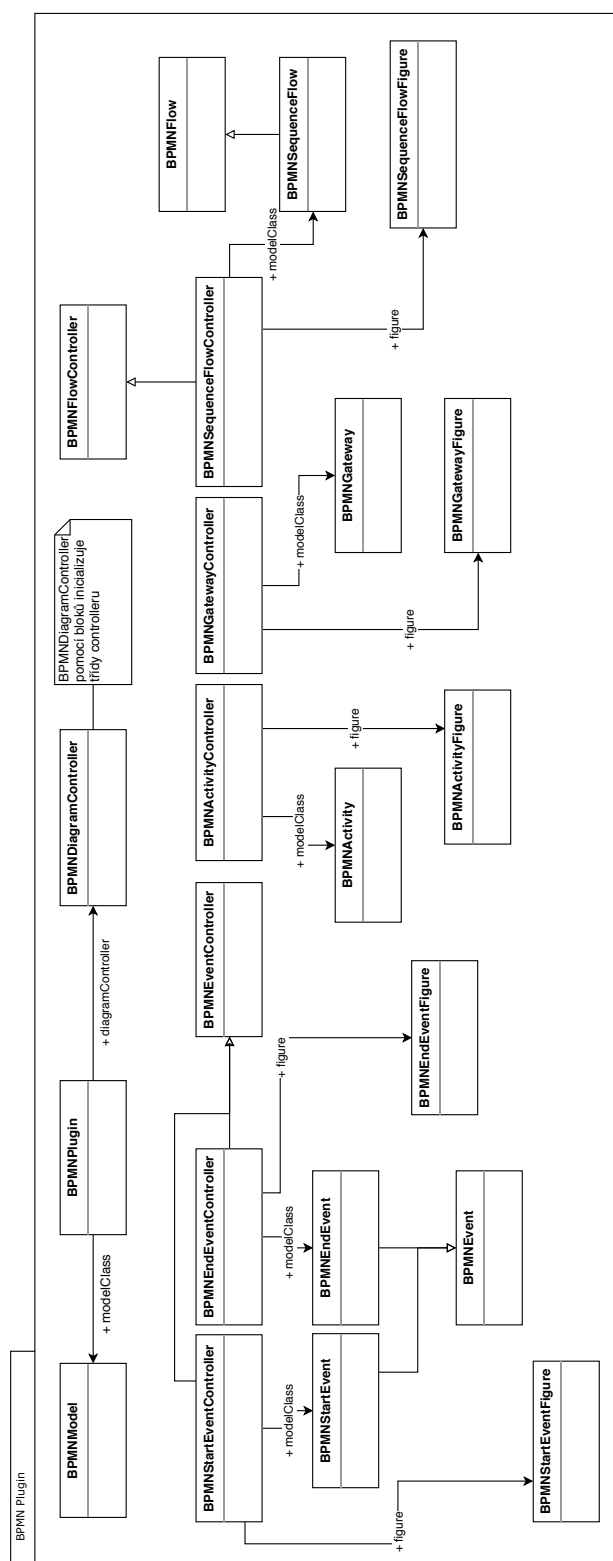 BPMN Plugin
BPMNModel
+ modelClass
BPMNPlugin
+ diagramController
BPMNDiagramController
BPMNDiagramController
pomocí bloků inicializuje
třídy controlleru
BPMNFlowController
BPMNFlow
BPMNStartEventController
BPMNEndEventController
BPMNEventController
BPMNActivityController
BPMNGatewayController
BPMNSequenceFlowController
+ modelClass
BPMNSequenceFlow
+ modelClass
+ modelClass
+ figure
+ modelClass
+ figure
+ modelClass
+ figure
+ figure
BPMNStartEvent
BPMNEndEvent
BPMNActivity
BPMNGateway
BPMNSequenceFlowFigure
+ figure
BPMNEndEventFigure
BPMNActivityFigure
BPMNGatewayFigure
BPMNEvent
BPMNStartEventFigure